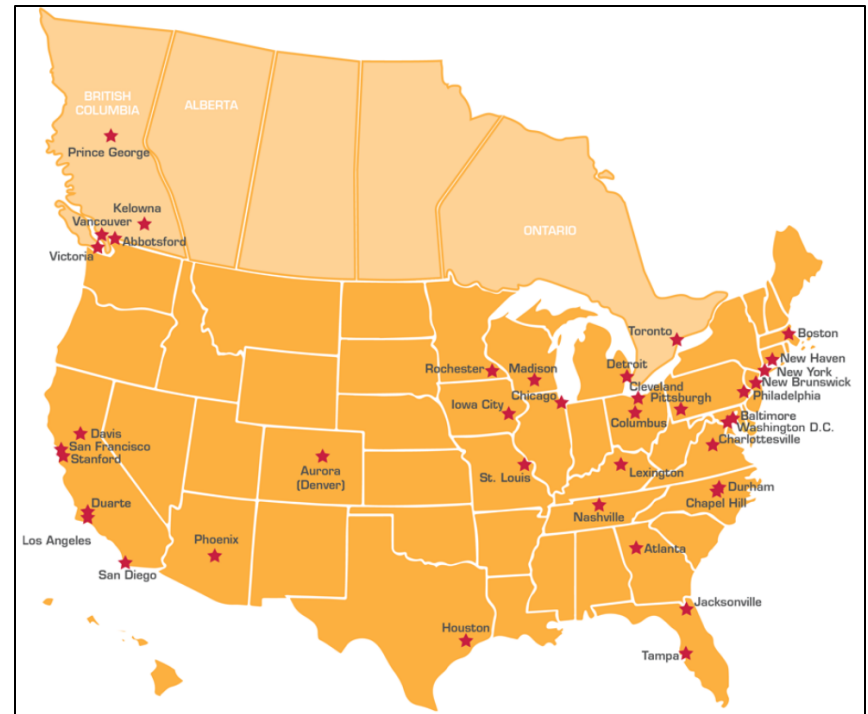 BRITISH
COLUMBIA
ALBERTA
Prince George
Kelowna
Vancouver
Abbotsford
Victoria
ONTARIO
Toronto
Boston
Detroit
New Haven
New York
Rochester
Madison
Cleveland
New Brunswick
Chicago
Pittsburgh
Philadelphia
Iowa City
Columbus
Baltimore
Washington D.C.
Davis
Charlottesville
San Francisco
Stanford
Aurora
(Denver)
St. Louis
Lexington
Durham
Duarte
Chapel Hill
Nashville
Los Angeles
Phoenix
Atlanta
San Diego
Jacksonville
Houston
Tampa